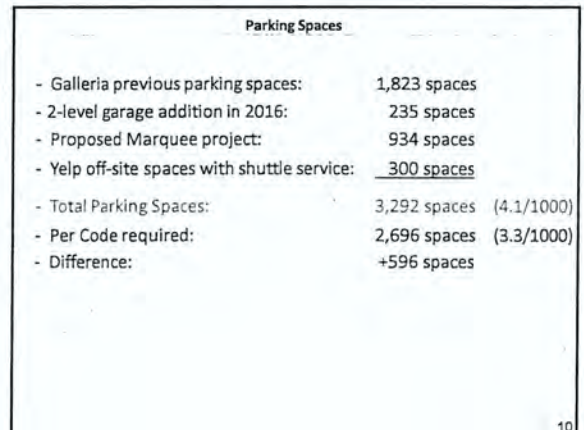 Parking Spaces
- Galleria previous parking spaces: 1,823 spaces
- 2-level garage addition in 2016: 235 spaces
- Proposed Marquee project: 934 spaces
- Yelp off-site spaces with shuttle service: 300 spaces
- Total Parking Spaces: 3,292 spaces (4.1/1000)
- Per Code required: 2,696 spaces (3.3/1000)
- Difference: +596 spaces
10